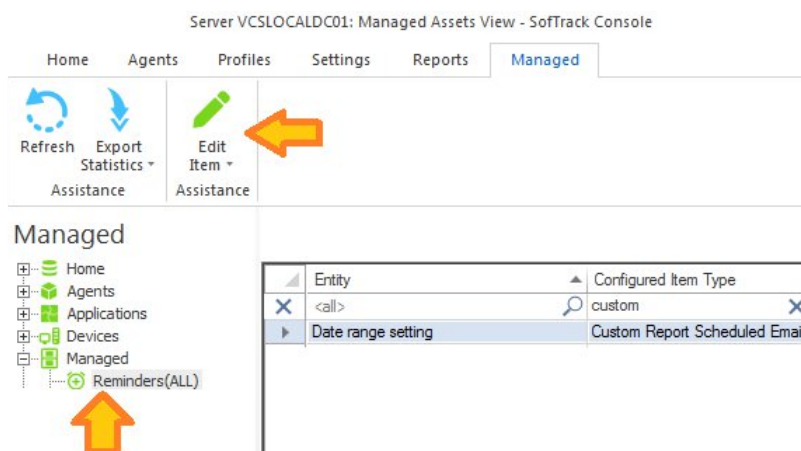 Server VCSLOCALDC01: Managed Assets View - SofTrack Console
Home Agents Profiles Settings Reports Managed
Refresh Export Statistics Edit Item
Assistance Assistance
Managed
Home
Agents
Applications
Devices
Managed
Reminders(ALL)
Entity Configured Item Type
<all> custom
Date range setting Custom Report Scheduled Emai